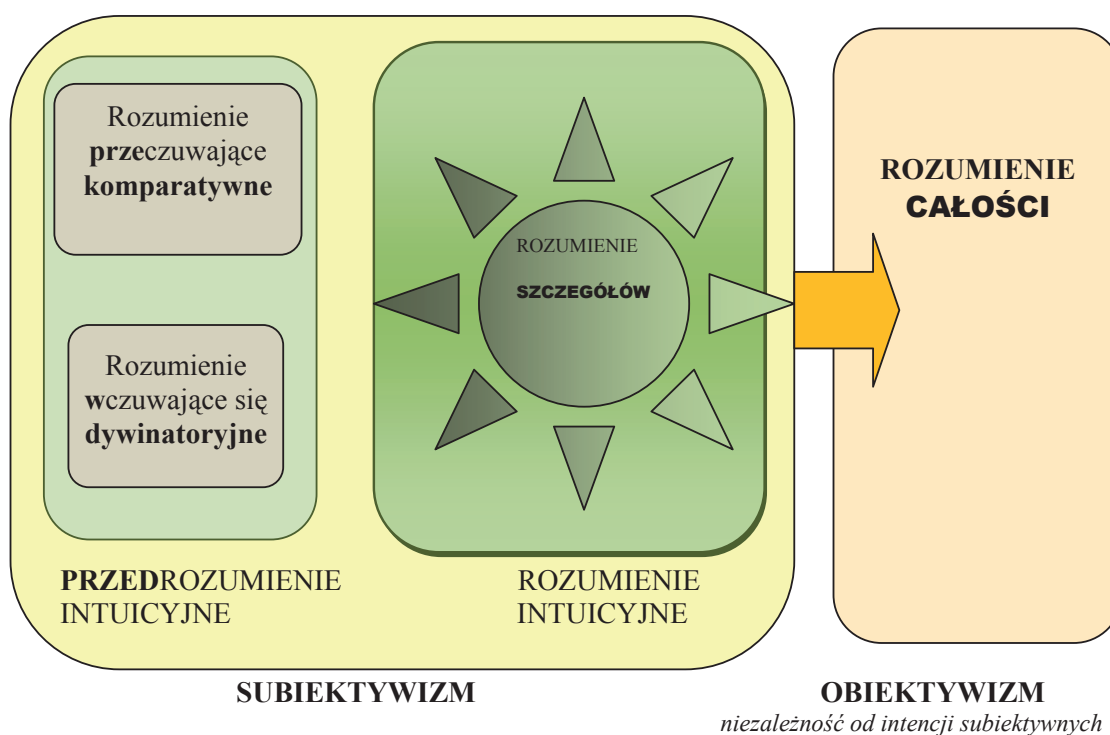 Rozumienie
przeczuwające
komparatywne
Rozumienie
wczuwające się
dywinatoryjne
PRZEDROZUMIENIE
INTUICYJNE
ROZUMIENIE
SZCZEGÓŁÓW
ROZUMIENIE
INTUICYJNE
SUBIEKTYWIZM
ROZUMIENIE
CAŁOŚCI
OBIEKTYWIZM
niezależność od intencji subiektywnych